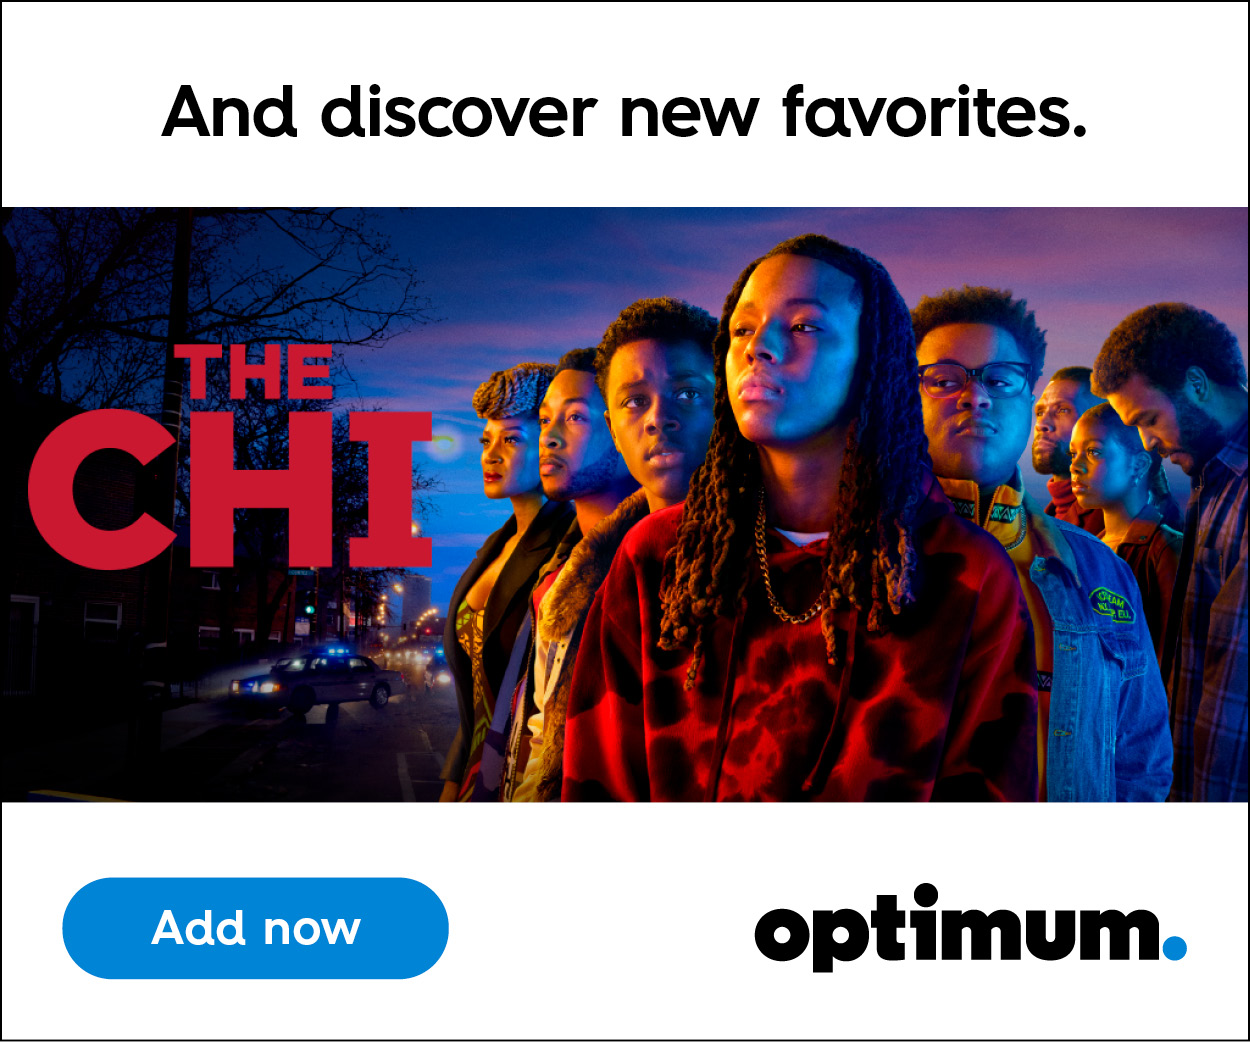 And discover new favorites.
THE
CHI
Add now
optimum.